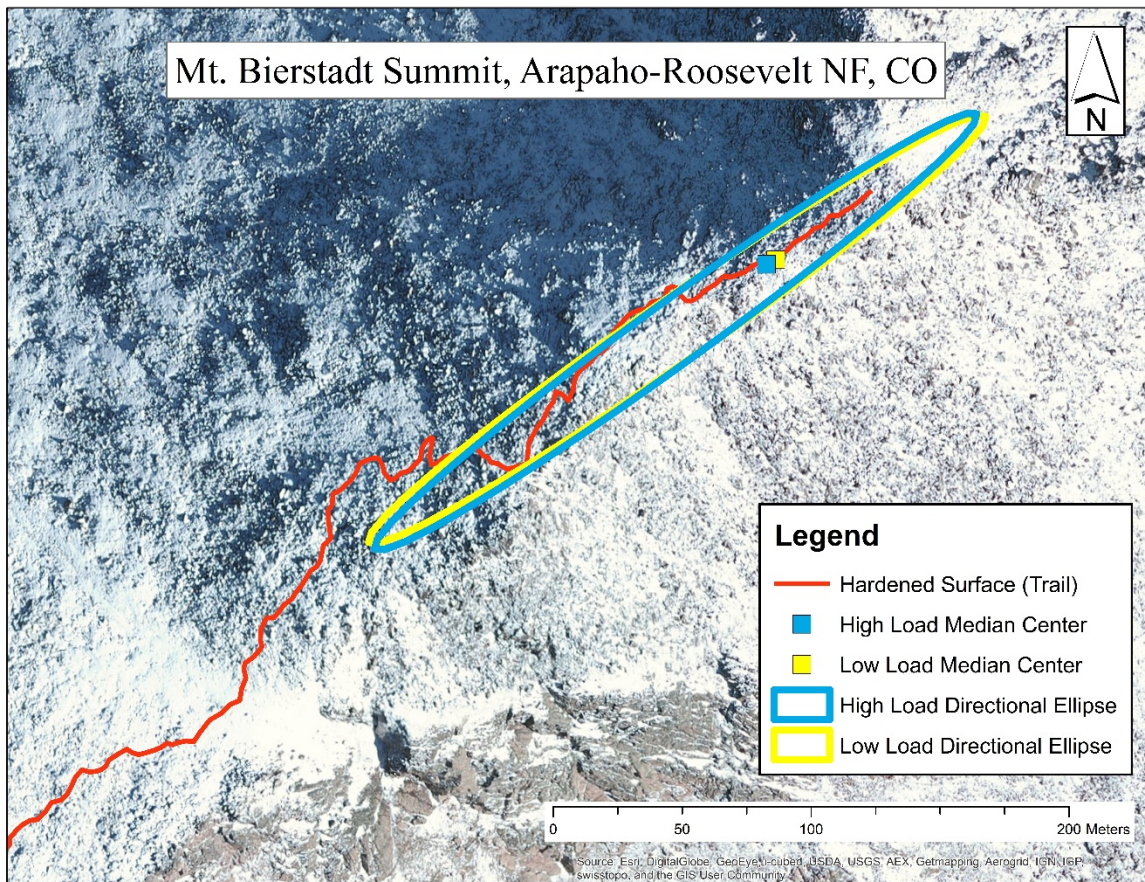 Mt. Bierstadt Summit, Arapaho-Roosevelt NF, CO
N
Legend
Hardened Surface (Trail)
High Load Median Center
Low Load Median Center
High Load Directional Ellipse
Low Load Directional Ellipse
0 50 100 200 Meters
Source: Esri, DigitalGlobe, GeoEye, i-cubed, USDA, USGS, AEX, Getmapping, Aerogrid, IGN, IGP,
swisstopo, and the GIS User Community